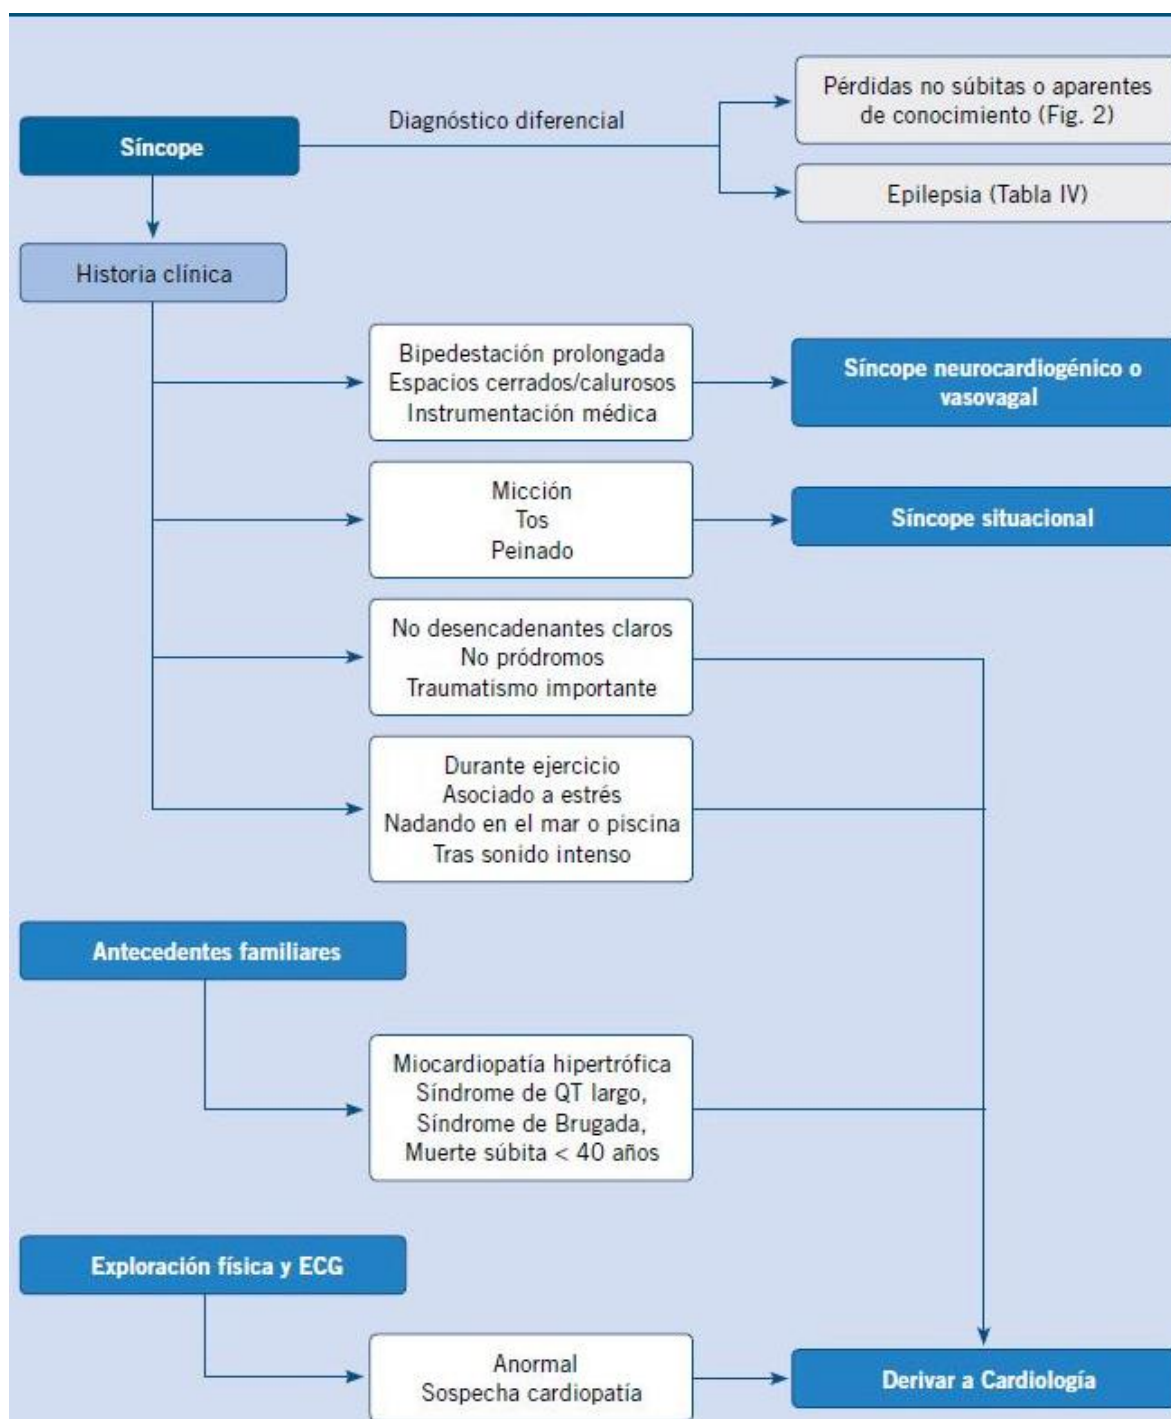 Diagnóstico diferencial
Pérdidas no súbitas o aparentes
de conocimiento (Fig. 2)
Síncope
Epilepsia (Tabla IV)
Historia clínica
Bipedestación prolongada
Espacios cerrados/calurosos
Instrumentación médica
Síncope neurocardiogénico o
vasovagal
Micción
Tos
Peinado
Síncope situacional
No desencadenantes claros
No pródromos
Traumatismo importante
Durante ejercicio
Asociado a estrés
Nadando en el mar o piscina
Tras sonido intenso
Antecedentes familiares
Miocardiopatía hipertrófica
Síndrome de QT largo,
Síndrome de Brugada,
Muerte súbita < 40 años
Exploración física y ECG
Anormal
Sospecha cardiopatía
Derivar a Cardiología